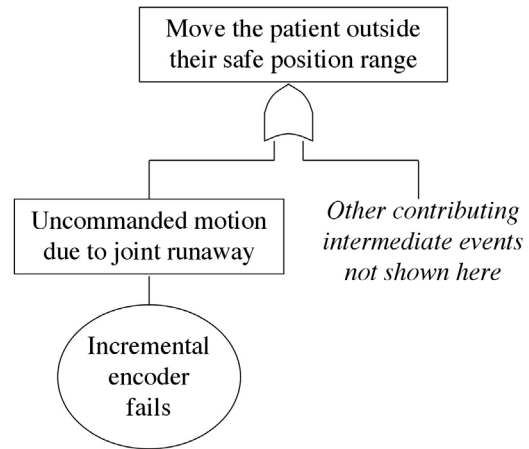 Move the patient outside
their safe position range
Uncommanded motion
due to joint runaway
Other contributing
intermediate events
not shown here
Incremental
encoder
fails